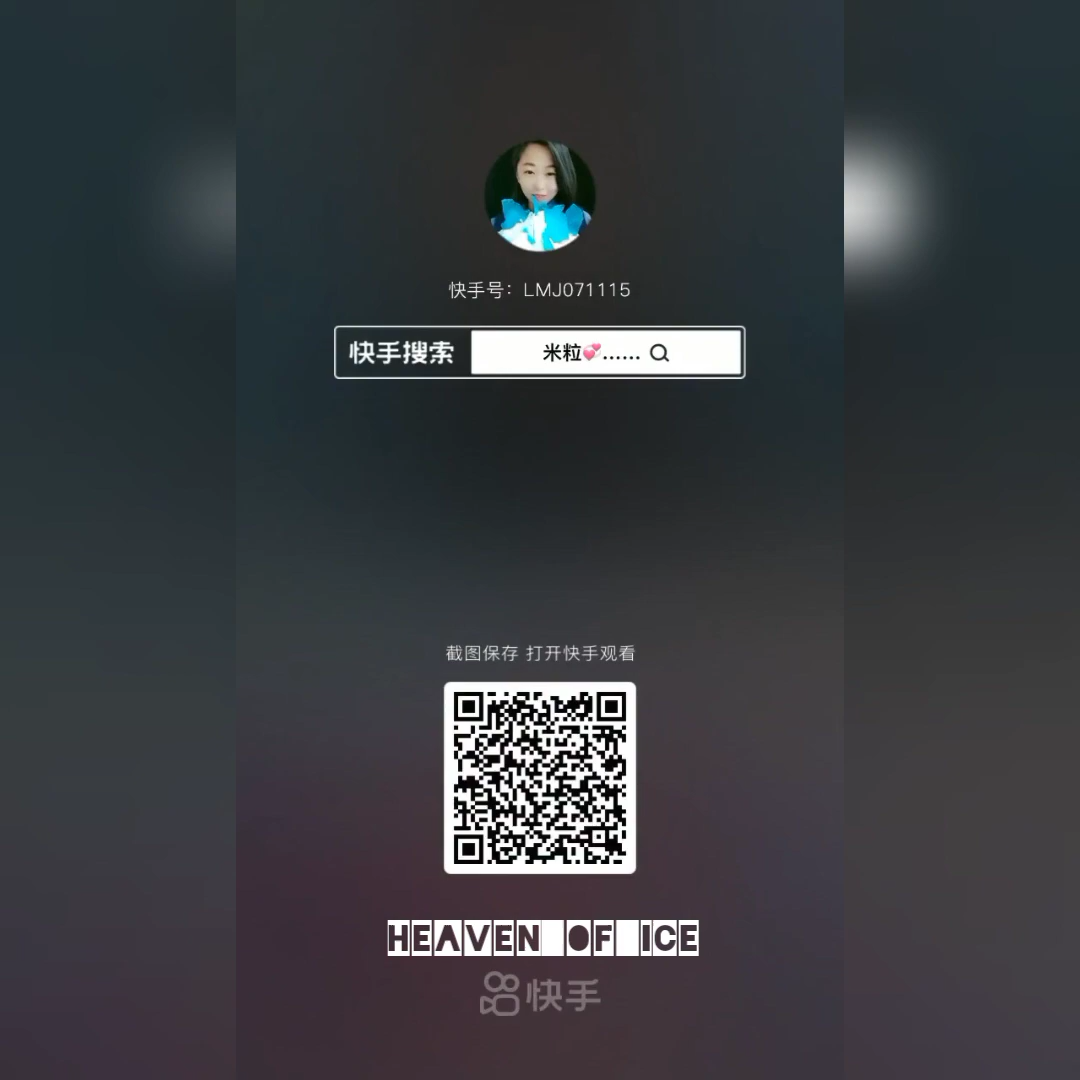 快手号：LMJ071115
快手搜索 米粒💞......
截图保存 打开快手观看
HEAVEN OF ICE
快手